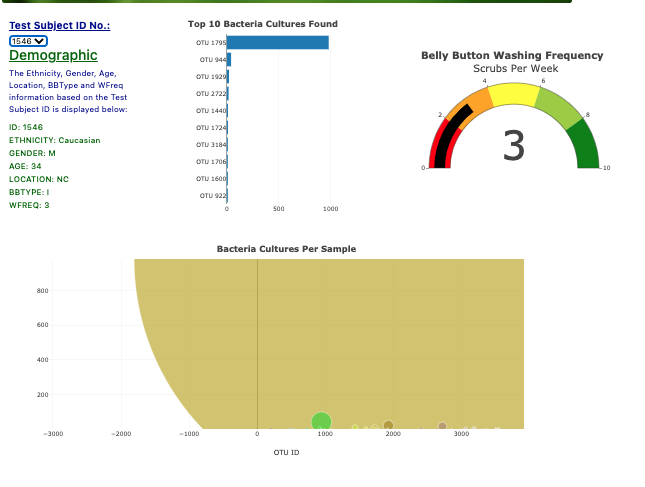 Test Subject ID No.:
1546
Demographic
The Ethnicity, Gender, Age,
Location, BBType and WFreq
information based on the Test
Subject ID is displayed below:
ID: 1546
ETHNICITY: Caucasian
GENDER: M
AGE: 34
LOCATION: NC
BBTYPE: I
WFREQ: 3
Top 10 Bacteria Cultures Found
OTU 1795
OTU 944
OTU 1929
OTU 2722
OTU 1440
OTU 1724
OTU 3184
OTU 1706
OTU 1600
OTU 922
0 500 1000
Belly Button Washing Frequency
Scrubs Per Week
0 2 4 6 8 10
3
Bacteria Cultures Per Sample
800
600
400
200
−3000 −2000 −1000 0 1000 2000 3000
OTU ID